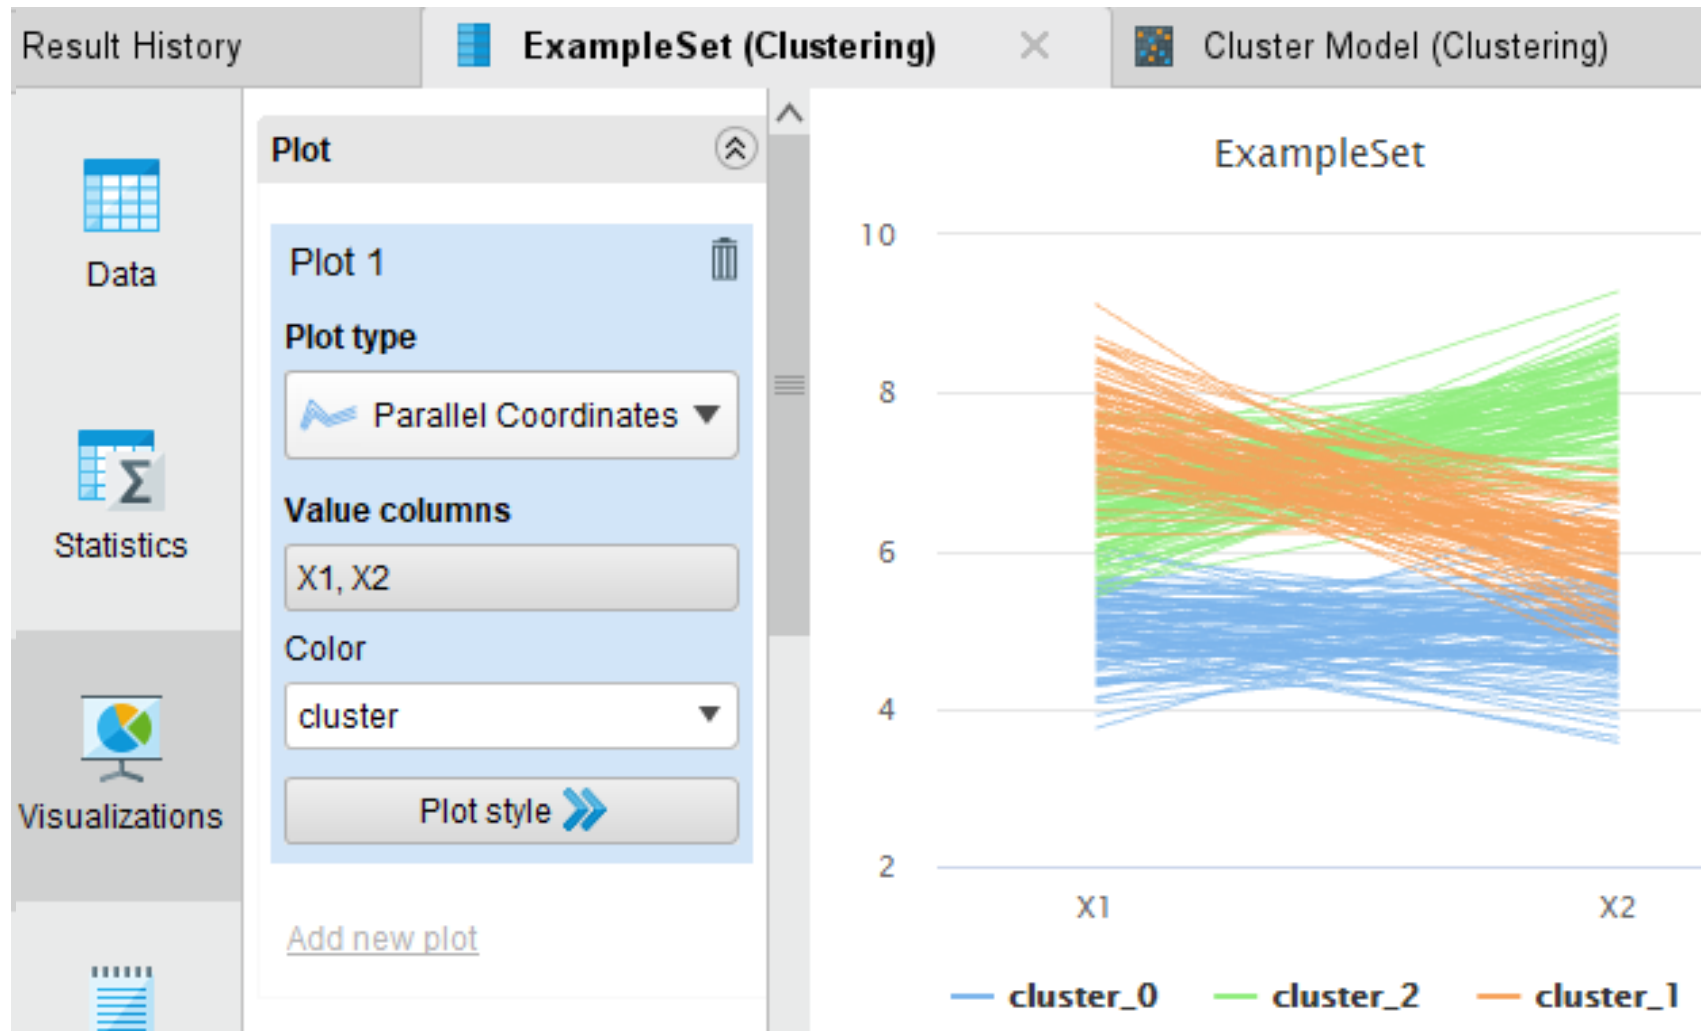 Result History
ExampleSet (Clustering)
Cluster Model (Clustering)
Data
Statistics
Visualizations
Plot
Plot 1
Plot type
Parallel Coordinates
Value columns
X1, X2
Color
cluster
Plot style
Add new plot
ExampleSet
10
8
6
4
2
X1 X2
cluster_0 cluster_2 cluster_1